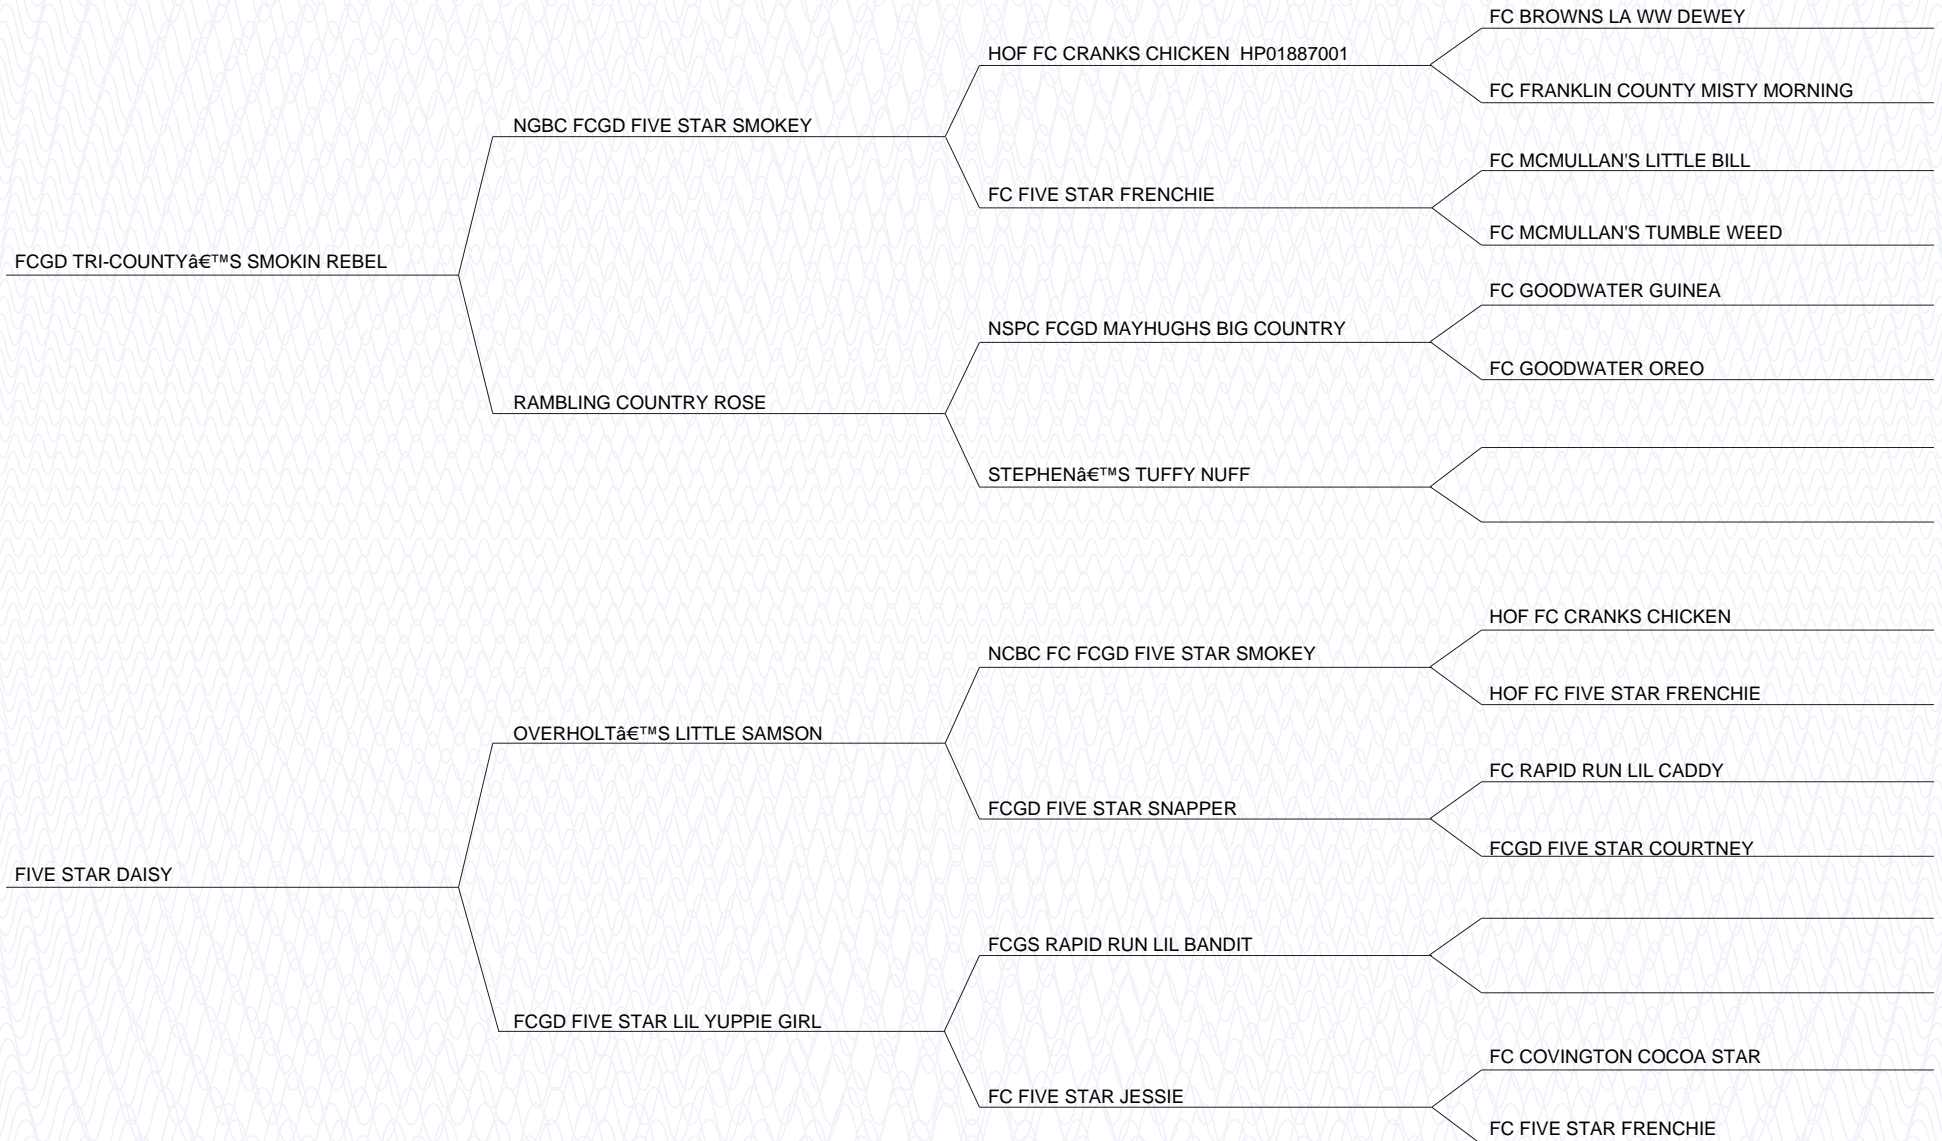 FC BROWNS LA WW DEWEY
HOF FC CRANKS CHICKEN  HP01887001
FC FRANKLIN COUNTY MISTY MORNING
NGBC FCGD FIVE STAR SMOKEY
FC MCMULLAN'S LITTLE BILL
FC FIVE STAR FRENCHIE
FC MCMULLAN'S TUMBLE WEED
FCGD TRI-COUNTYâ€™S SMOKIN REBEL
FC GOODWATER GUINEA
NSPC FCGD MAYHUGHS BIG COUNTRY
FC GOODWATER OREO
RAMBLING COUNTRY ROSE
STEPHENâ€™S TUFFY NUFF
HOF FC CRANKS CHICKEN
NCBC FC FCGD FIVE STAR SMOKEY
HOF FC FIVE STAR FRENCHIE
OVERHOLTâ€™S LITTLE SAMSON
FC RAPID RUN LIL CADDY
FCGD FIVE STAR SNAPPER
FCGD FIVE STAR COURTNEY
FIVE STAR DAISY
FCGS RAPID RUN LIL BANDIT
FCGD FIVE STAR LIL YUPPIE GIRL
FC COVINGTON COCOA STAR
FC FIVE STAR JESSIE
FC FIVE STAR FRENCHIE